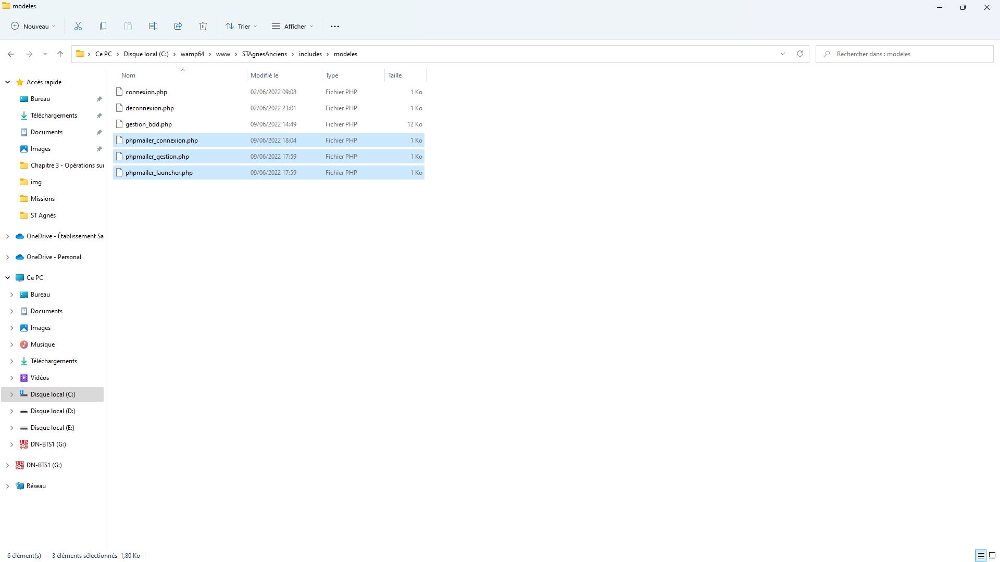 modeles
Nouveau
Trier
Afficher
Ce PC
Disque local (C:)
wamp64
www
STAgnesAnciens
includes
modeles
Rechercher dans : modeles
Nom
Modifié le
Type
Taille
connexion.php 02/06/2022 09:08 Fichier PHP 1 Ko
deconnexion.php 02/06/2022 23:01 Fichier PHP 1 Ko
gestion_bdd.php 09/06/2022 14:49 Fichier PHP 12 Ko
phpmailer_connexion.php 09/06/2022 18:04 Fichier PHP 1 Ko
phpmailer_gestion.php 09/06/2022 17:59 Fichier PHP 1 Ko
phpmailer_launcher.php 09/06/2022 17:59 Fichier PHP 1 Ko
Accès rapide
Bureau
Téléchargements
Documents
Images
Chapitre 3 - Opérations sur
img
Missions
ST Agnès
OneDrive - Établissement Sa
OneDrive - Personal
Ce PC
Bureau
Documents
Images
Musique
Téléchargements
Vidéos
Disque local (C:)
Disque local (D:)
Disque local (E:)
DN-BTS1 (G:)
DN-BTS1 (G:)
Réseau
6 élément(s)
3 éléments sélectionnés 1,80 Ko